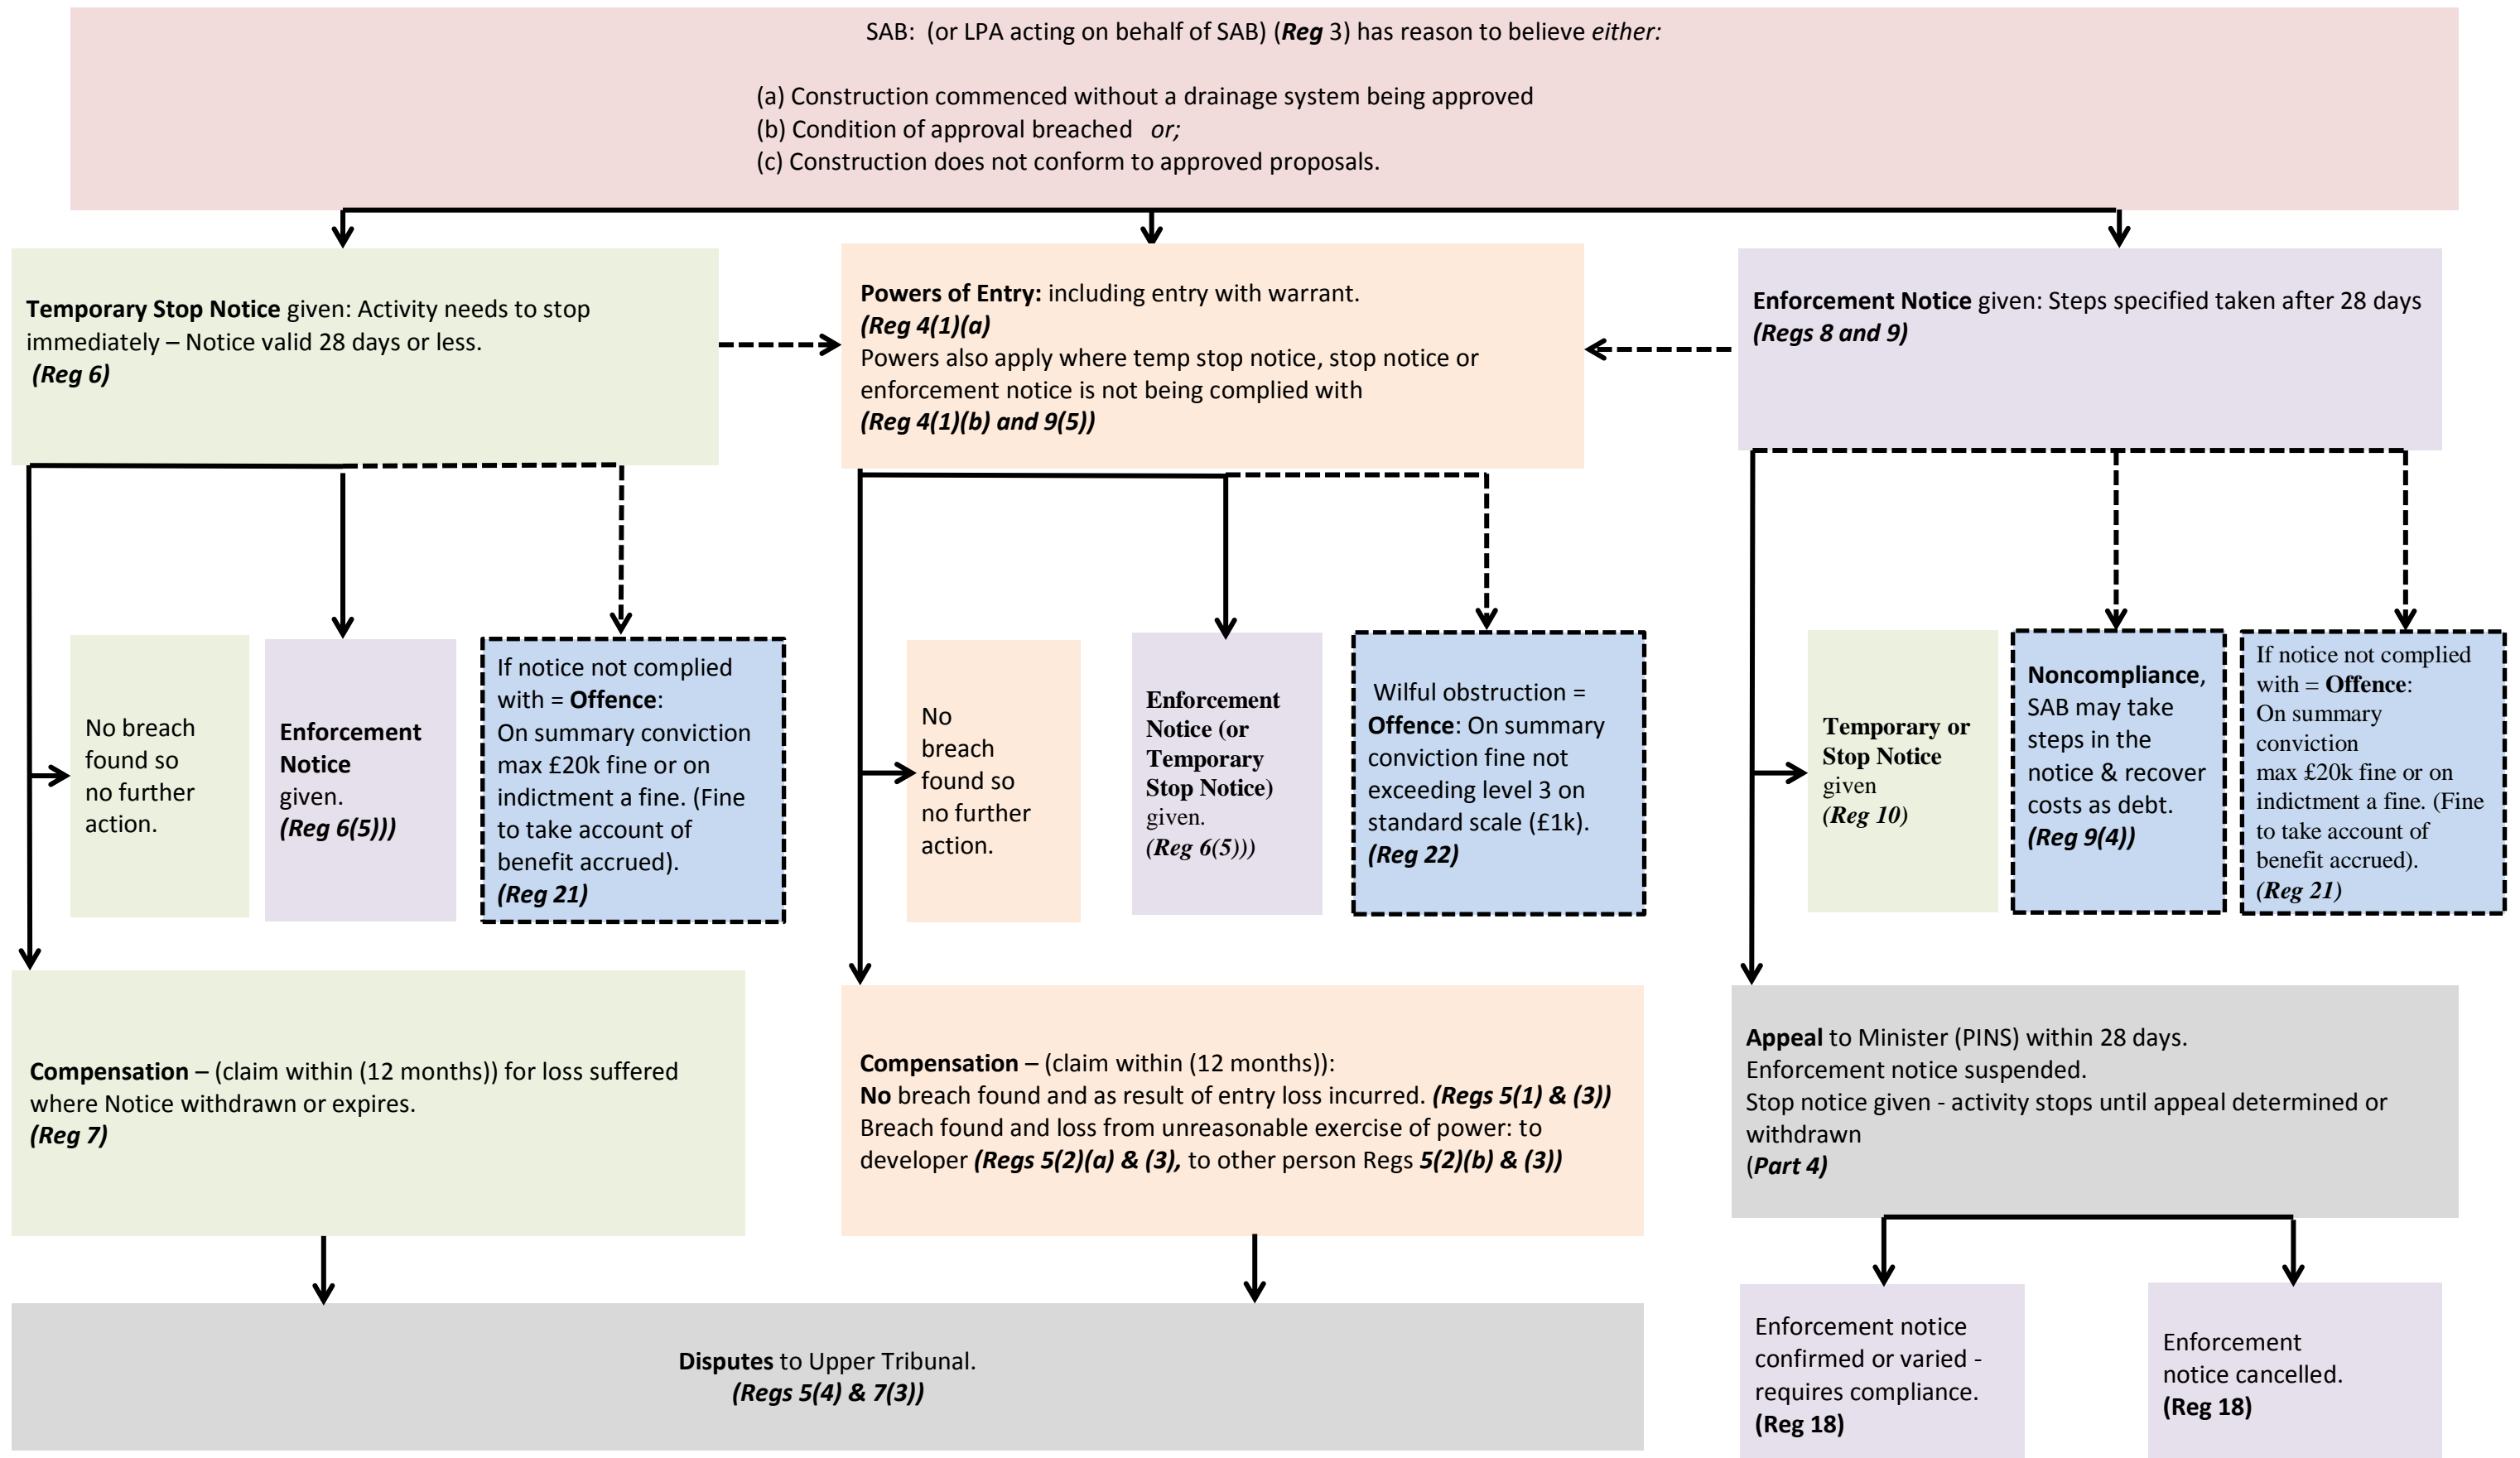 SAB: (or LPA acting on behalf of SAB) (Reg 3) has reason to believe either:
(a) Construction commenced without a drainage system being approved
(b) Condition of approval breached or;
(c) Construction does not conform to approved proposals.
Temporary Stop Notice given: Activity needs to stop
immediately – Notice valid 28 days or less.
(Reg 6)
Powers of Entry: including entry with warrant.
(Reg 4(1)(a)
Powers also apply where temp stop notice, stop notice or
enforcement notice is not being complied with
(Reg 4(1)(b) and 9(5))
Enforcement Notice given: Steps specified taken after 28 days
(Regs 8 and 9)
No breach
found so
no further
action.
Enforcement
Notice
given.
(Reg 6(5)))
If notice not complied
with = Offence:
On summary conviction
max £20k fine or on
indictment a fine. (Fine
to take account of
benefit accrued).
(Reg 21)
No
breach
found so
no further
action.
Enforcement
Notice (or
Temporary
Stop Notice)
given.
(Reg 6(5)))
Wilful obstruction =
Offence: On summary
conviction fine not
exceeding level 3 on
standard scale (£1k).
(Reg 22)
Temporary or
Stop Notice
given
(Reg 10)
Noncompliance,
SAB may take
steps in the
notice & recover
costs as debt.
(Reg 9(4))
If notice not complied
with = Offence:
On summary
conviction
max £20k fine or on
indictment a fine. (Fine
to take account of
benefit accrued).
(Reg 21)
Compensation – (claim within (12 months)) for loss suffered
where Notice withdrawn or expires.
(Reg 7)
Compensation – (claim within (12 months)):
No breach found and as result of entry loss incurred. (Regs 5(1) & (3))
Breach found and loss from unreasonable exercise of power: to
developer (Regs 5(2)(a) & (3), to other person Regs 5(2)(b) & (3))
Appeal to Minister (PINS) within 28 days.
Enforcement notice suspended.
Stop notice given - activity stops until appeal determined or
withdrawn
(Part 4)
Disputes to Upper Tribunal.
(Regs 5(4) & 7(3))
Enforcement notice
confirmed or varied -
requires compliance.
(Reg 18)
Enforcement
notice cancelled.
(Reg 18)